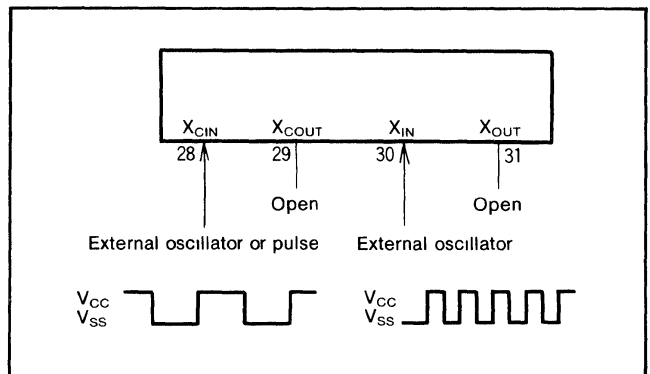 XCIN XCOUT XIN XOUT
28 29 30 31
Open Open
External oscillator or pulse External oscillator
VCC VCC
VSS VSS